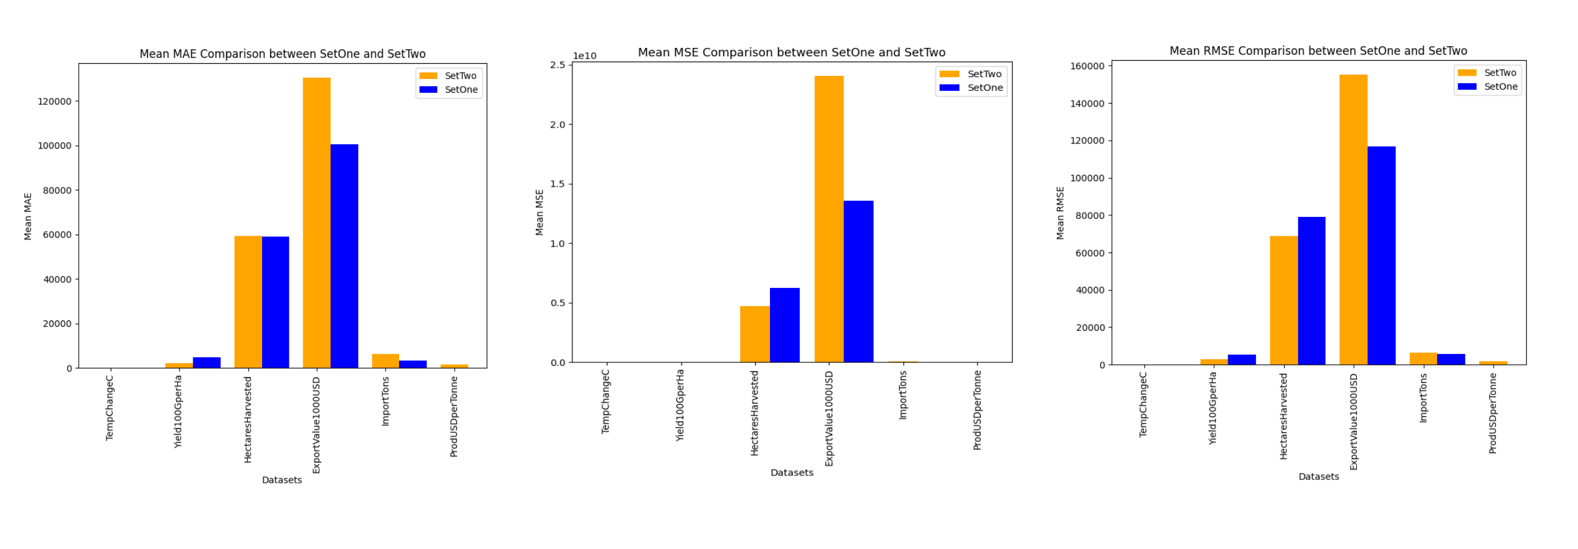 Mean MAE Comparison between SetOne and SetTwo
SetTwo
SetOne
120000
100000
80000
60000
40000
20000
0
Mean MAE
TempChangeC
Yield100GperHa
HectaresHarvested
ExportValue1000USD
ImportTons
ProdUSDperTonne
Datasets
Mean MSE Comparison between SetOne and SetTwo
1e10
SetTwo
SetOne
2.5
2.0
1.5
1.0
0.5
0.0
Mean MSE
TempChangeC
Yield100GperHa
HectaresHarvested
ExportValue1000USD
ImportTons
ProdUSDperTonne
Datasets
Mean RMSE Comparison between SetOne and SetTwo
SetTwo
SetOne
160000
140000
120000
100000
80000
60000
40000
20000
0
Mean RMSE
TempChangeC
Yield100GperHa
HectaresHarvested
ExportValue1000USD
ImportTons
ProdUSDperTonne
Datasets